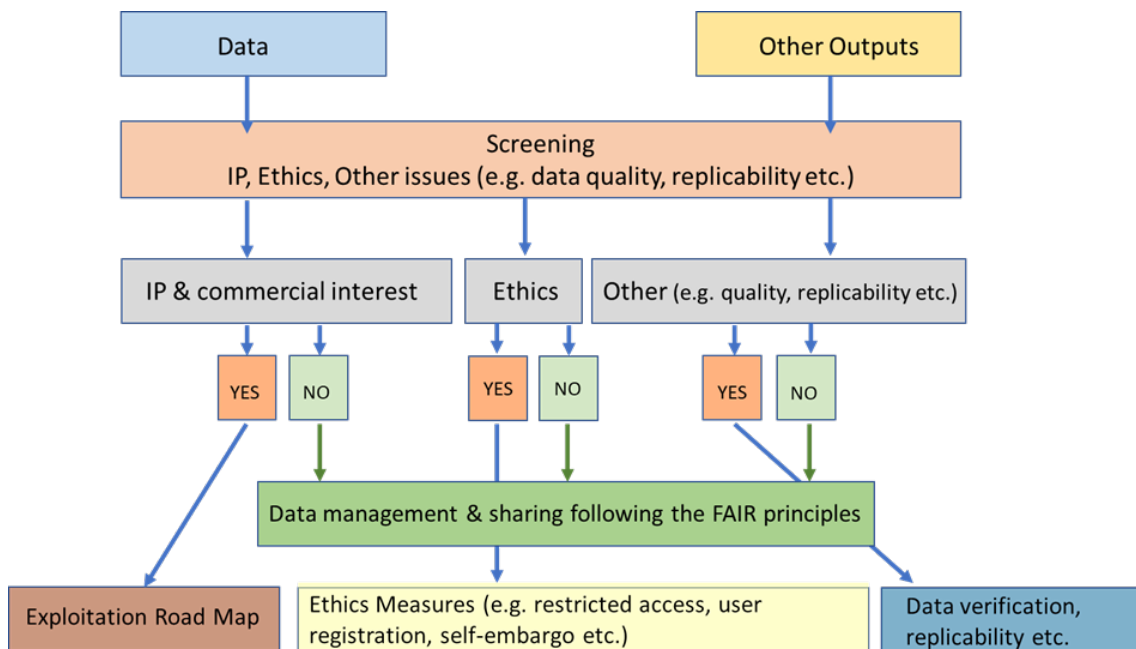 Data
Other Outputs
Screening
IP, Ethics, Other issues (e.g. data quality, replicability etc.)
IP & commercial interest
Ethics
Other (e.g. quality, replicability etc.)
YES
NO
YES
NO
YES
NO
Data management & sharing following the FAIR principles
Exploitation Road Map
Ethics Measures (e.g. restricted access, user
registration, self-embargo etc.)
Data verification,
replicability etc.